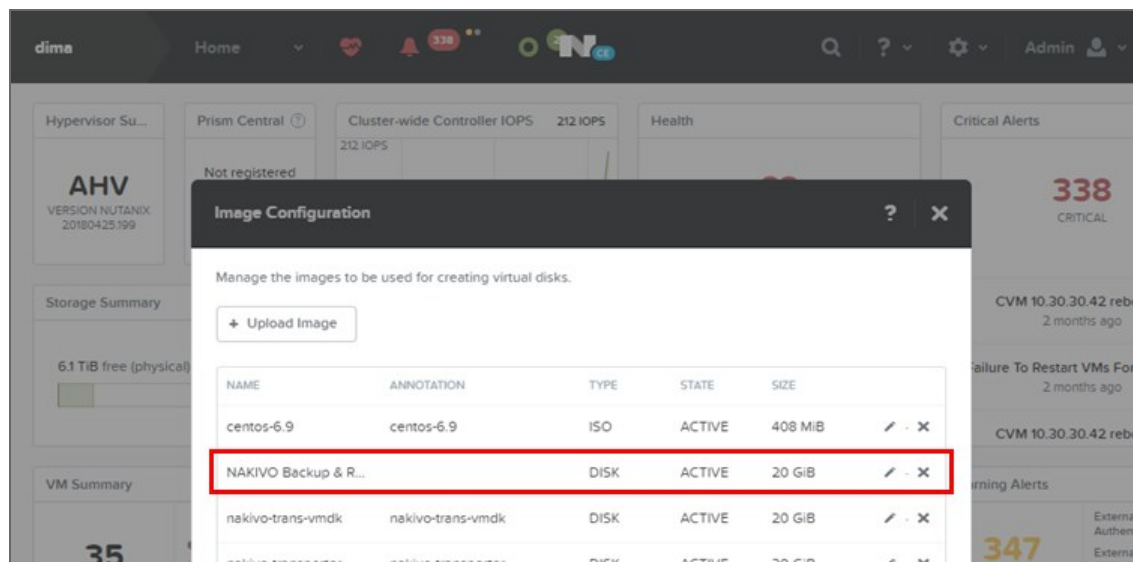 dima
Home
338
N
CE
?
Admin
Hypervisor Su...
Prism Central ?
Cluster-wide Controller IOPS 212 IOPS
Health
Critical Alerts
212 IOPS
AHV
VERSION NUTANIX
20180425.199
Not registered
338
CRITICAL
Image Configuration
?
Manage the images to be used for creating virtual disks.
+ Upload Image
Storage Summary
6.1 TiB free (physical)
CVM 10.30.30.42 reb
2 months ago
ailure To Restart VMs For
2 months ago
CVM 10.30.30.42 reb
NAME ANNOTATION TYPE STATE SIZE
centos-6.9 centos-6.9 ISO ACTIVE 408 MiB
NAKIVO Backup & R... DISK ACTIVE 20 GiB
nakivo-trans-vmdk nakivo-trans-vmdk DISK ACTIVE 20 GiB
VM Summary
35
rning Alerts
347
Externa
Authen
Externa